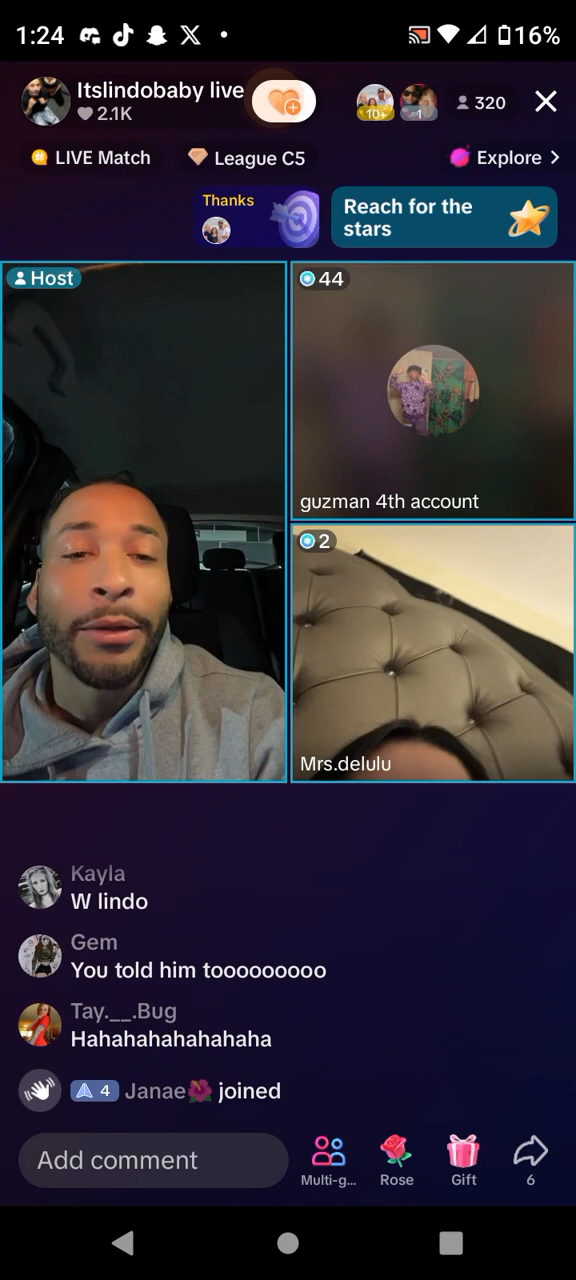 1:24
16%
Itslindobaby live
2.1K
10+
1
320
LIVE Match
League C5
Explore
Thanks
Reach for the
stars
Host
44
guzman 4th account
2
Mrs.delulu
Kayla
W lindo
Gem
You told him tooooooooo
Tay.__.Bug
Hahahahahahahaha
4 Janae🌺 joined
Add comment
Multi-g...
Rose
Gift
6